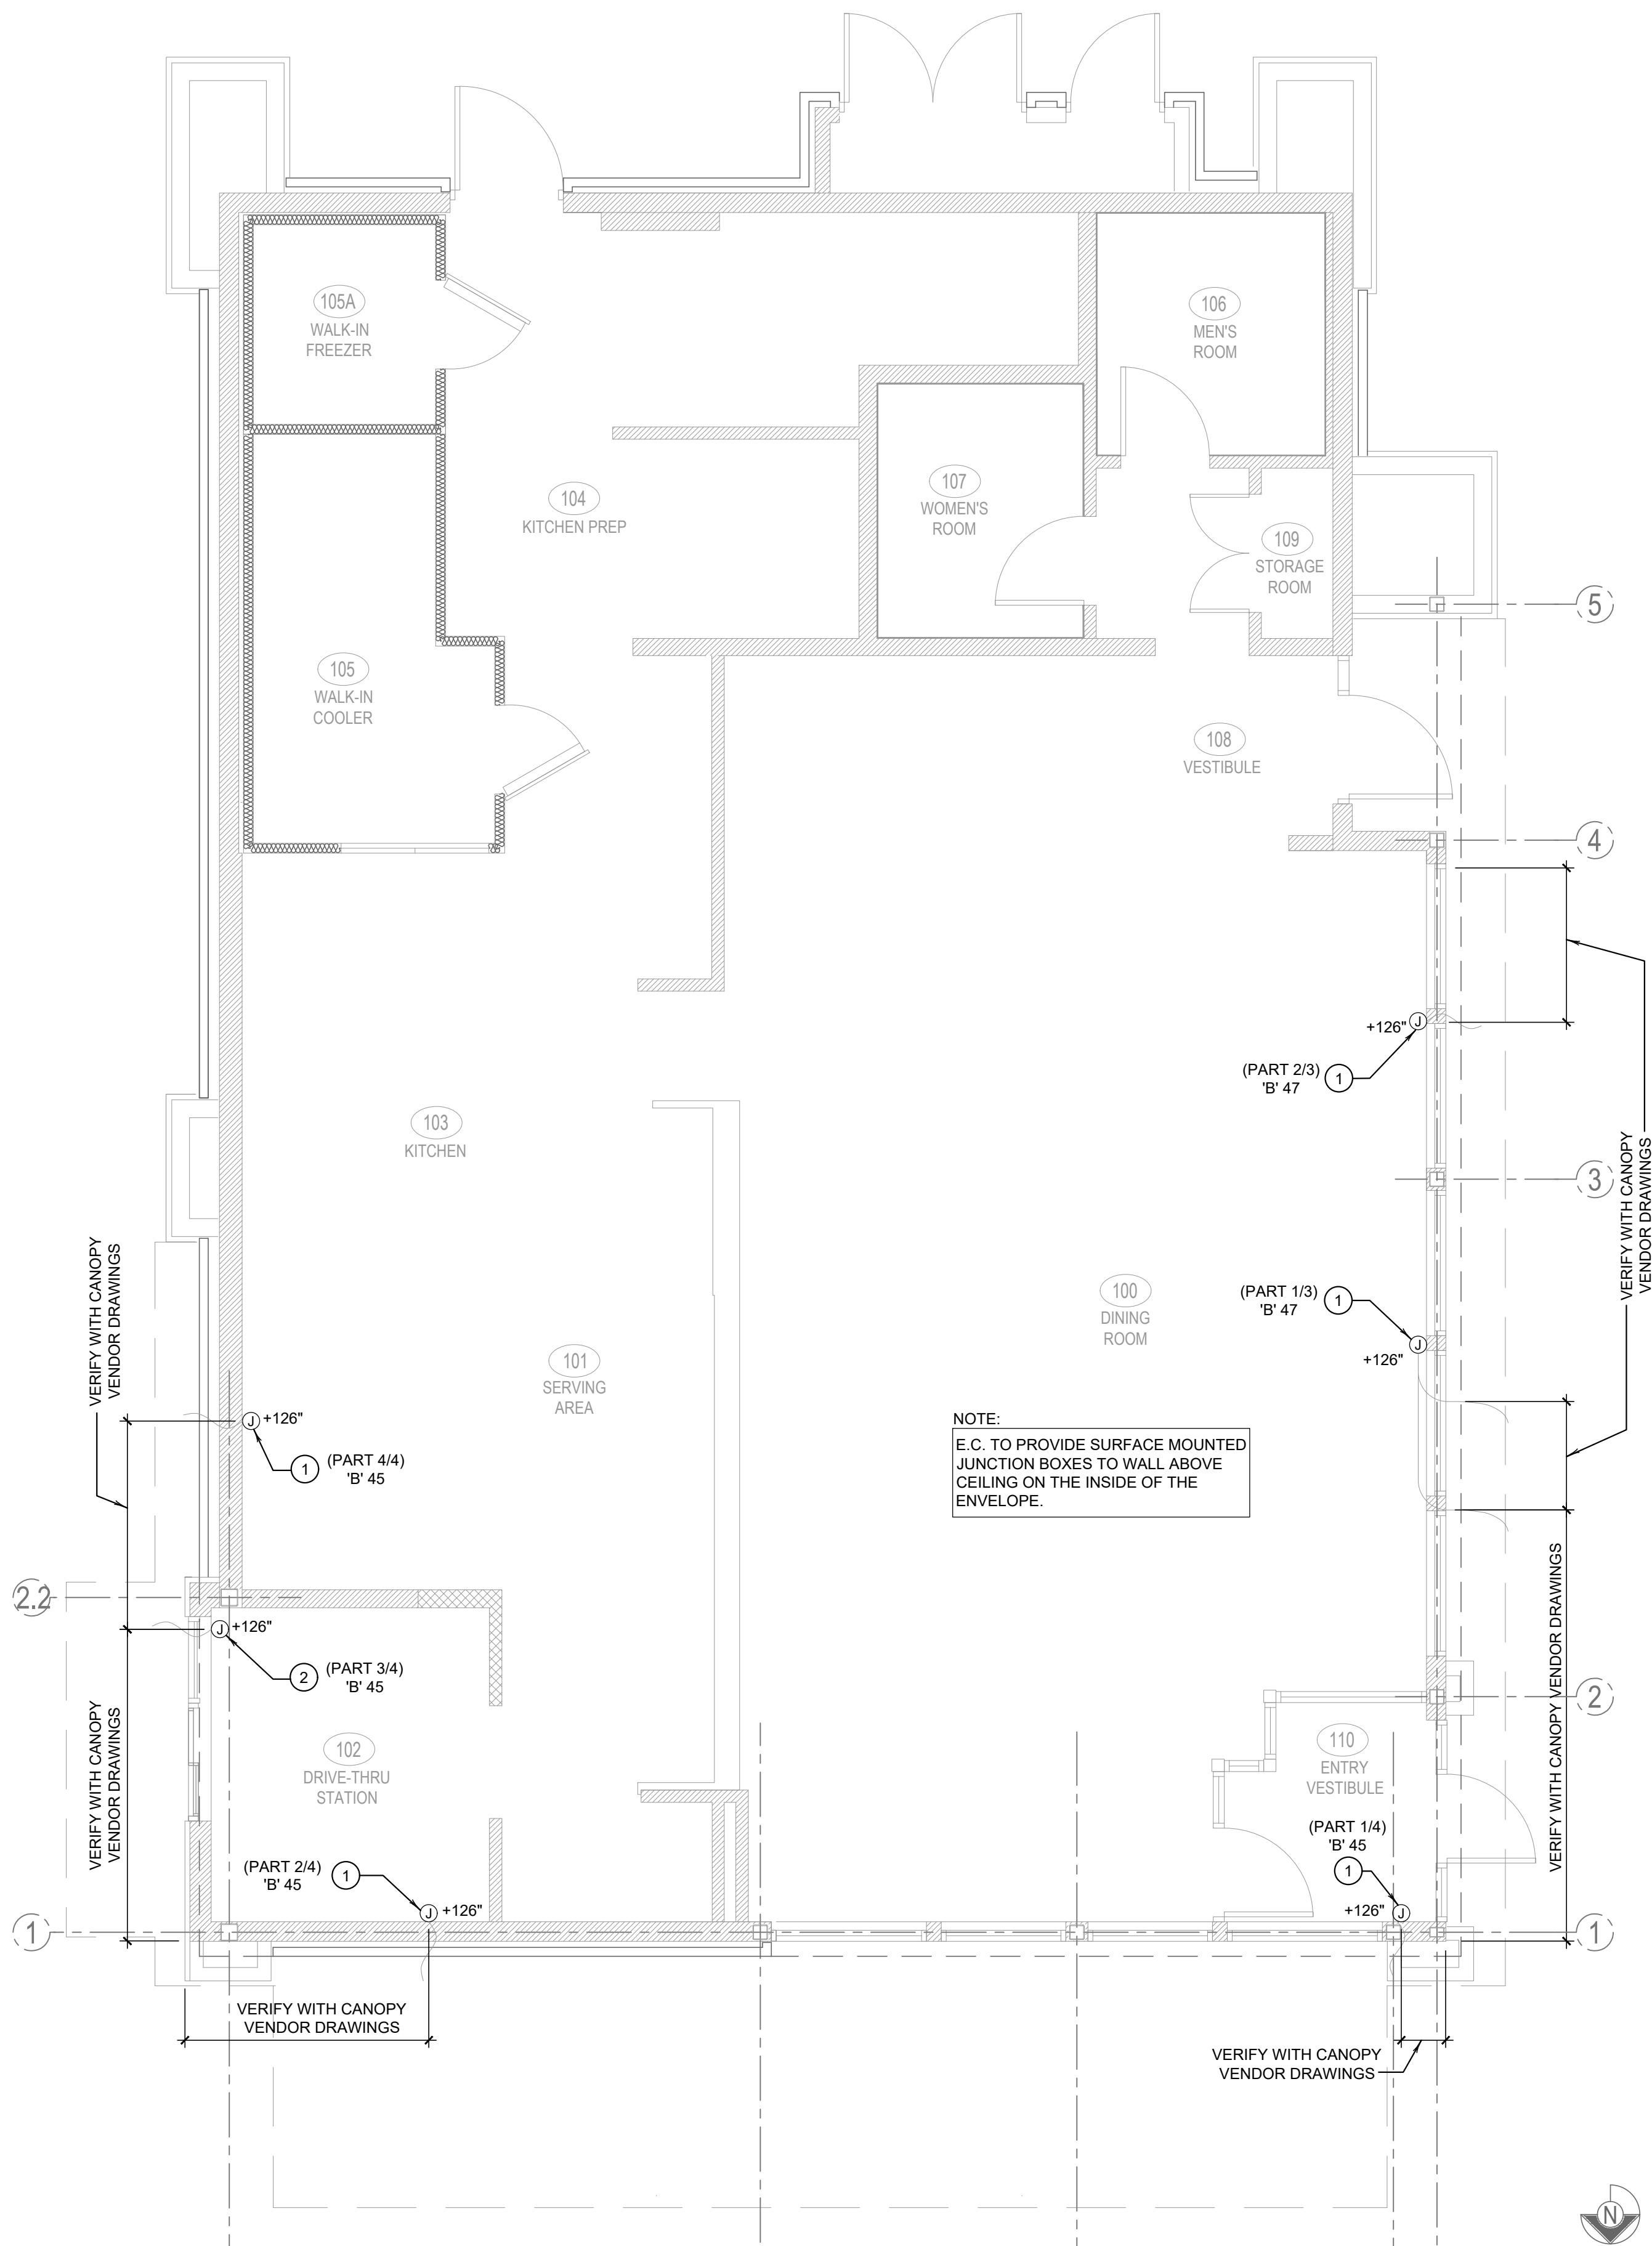 105A
WALK-IN
FREEZER
106
MEN'S
ROOM
107
WOMEN'S
ROOM
104
KITCHEN PREP
109
STORAGE
ROOM
5
105
WALK-IN
COOLER
108
VESTIBULE
4
+126"
J
(PART 2/3)
'B' 47
1
VERIFY WITH CANOPY
VENDOR DRAWINGS
103
KITCHEN
3
100
DINING
ROOM
(PART 1/3)
'B' 47
1
J
+126"
VERIFY WITH CANOPY
VENDOR DRAWINGS
101
SERVING
AREA
J
+126"
1
(PART 4/4)
'B' 45
NOTE:
E.C. TO PROVIDE SURFACE MOUNTED
JUNCTION BOXES TO WALL ABOVE
CEILING ON THE INSIDE OF THE
ENVELOPE.
2.2
J
+126"
2
(PART 3/4)
'B' 45
VERIFY WITH CANOPY VENDOR DRAWINGS
2
VERIFY WITH CANOPY
VENDOR DRAWINGS
102
DRIVE-THRU
STATION
110
ENTRY
VESTIBULE
(PART 2/4)
'B' 45
1
J
+126"
(PART 1/4)
'B' 45
1
+126"
J
1
1
VERIFY WITH CANOPY
VENDOR DRAWINGS
VERIFY WITH CANOPY
VENDOR DRAWINGS
N